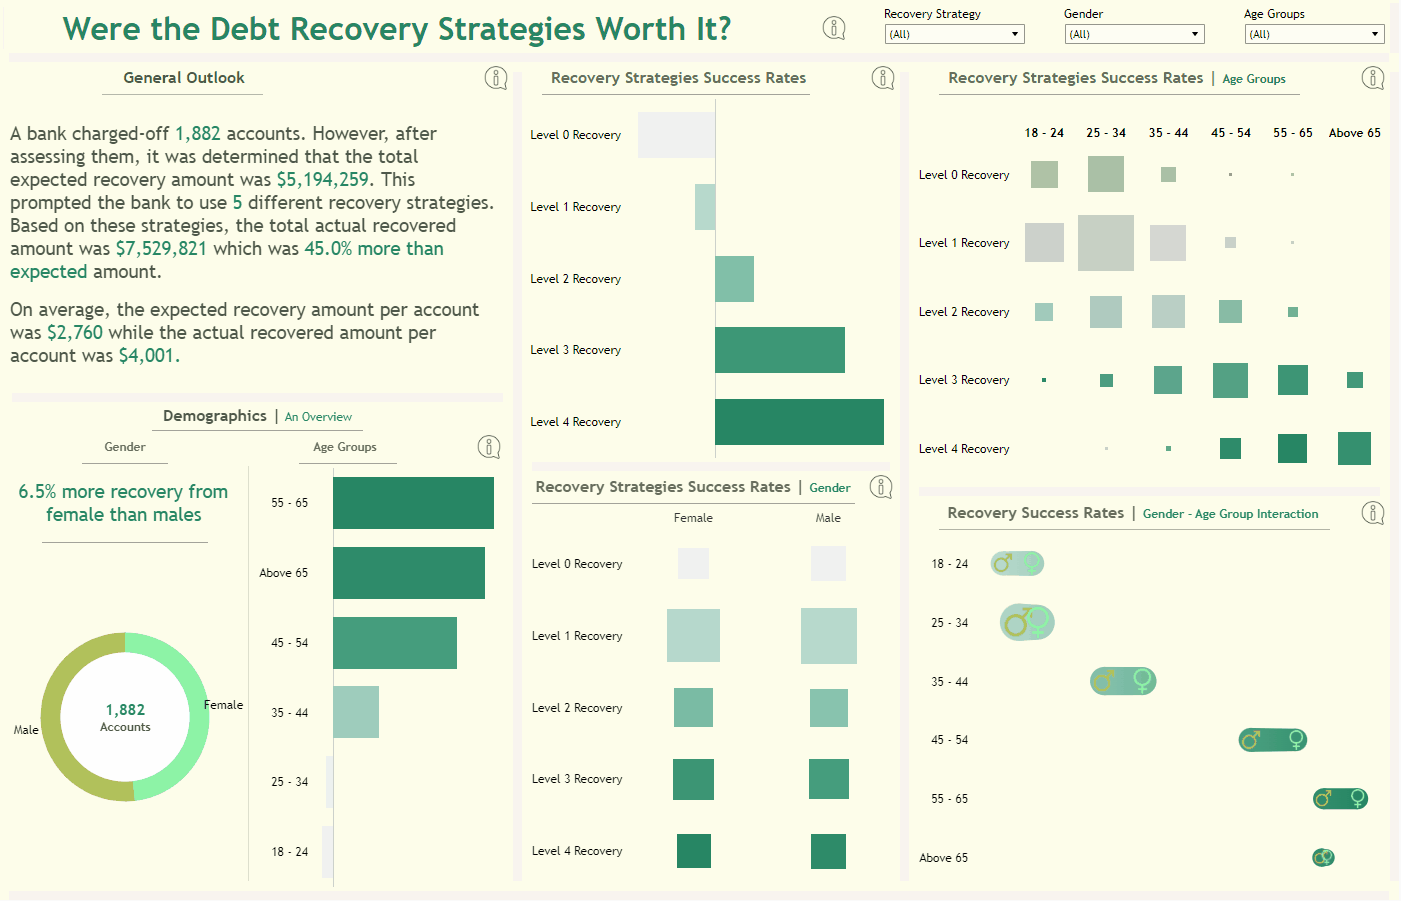 Were the Debt Recovery Strategies Worth It?
Recovery Strategy
(All)
Gender
(All)
Age Groups
(All)
General Outlook
A bank charged-off 1,882 accounts. However, after
assessing them, it was determined that the total
expected recovery amount was $5,194,259. This
prompted the bank to use 5 different recovery strategies.
Based on these strategies, the total actual recovered
amount was $7,529,821 which was 45.0% more than
expected amount.
On average, the expected recovery amount per account
was $2,760 while the actual recovered amount per
account was $4,001.
Demographics | An Overview
Gender
6.5% more recovery from
female than males
Male
Female
1,882
Accounts
Age Groups
55 - 65
Above 65
45 - 54
35 - 44
25 - 34
18 - 24
Recovery Strategies Success Rates
Level 0 Recovery
Level 1 Recovery
Level 2 Recovery
Level 3 Recovery
Level 4 Recovery
Recovery Strategies Success Rates | Gender
Female Male
Level 0 Recovery
Level 1 Recovery
Level 2 Recovery
Level 3 Recovery
Level 4 Recovery
Recovery Strategies Success Rates | Age Groups
18 - 24 25 - 34 35 - 44 45 - 54 55 - 65 Above 65
Level 0 Recovery
Level 1 Recovery
Level 2 Recovery
Level 3 Recovery
Level 4 Recovery
Recovery Success Rates | Gender - Age Group Interaction
18 - 24
25 - 34
35 - 44
45 - 54
55 - 65
Above 65